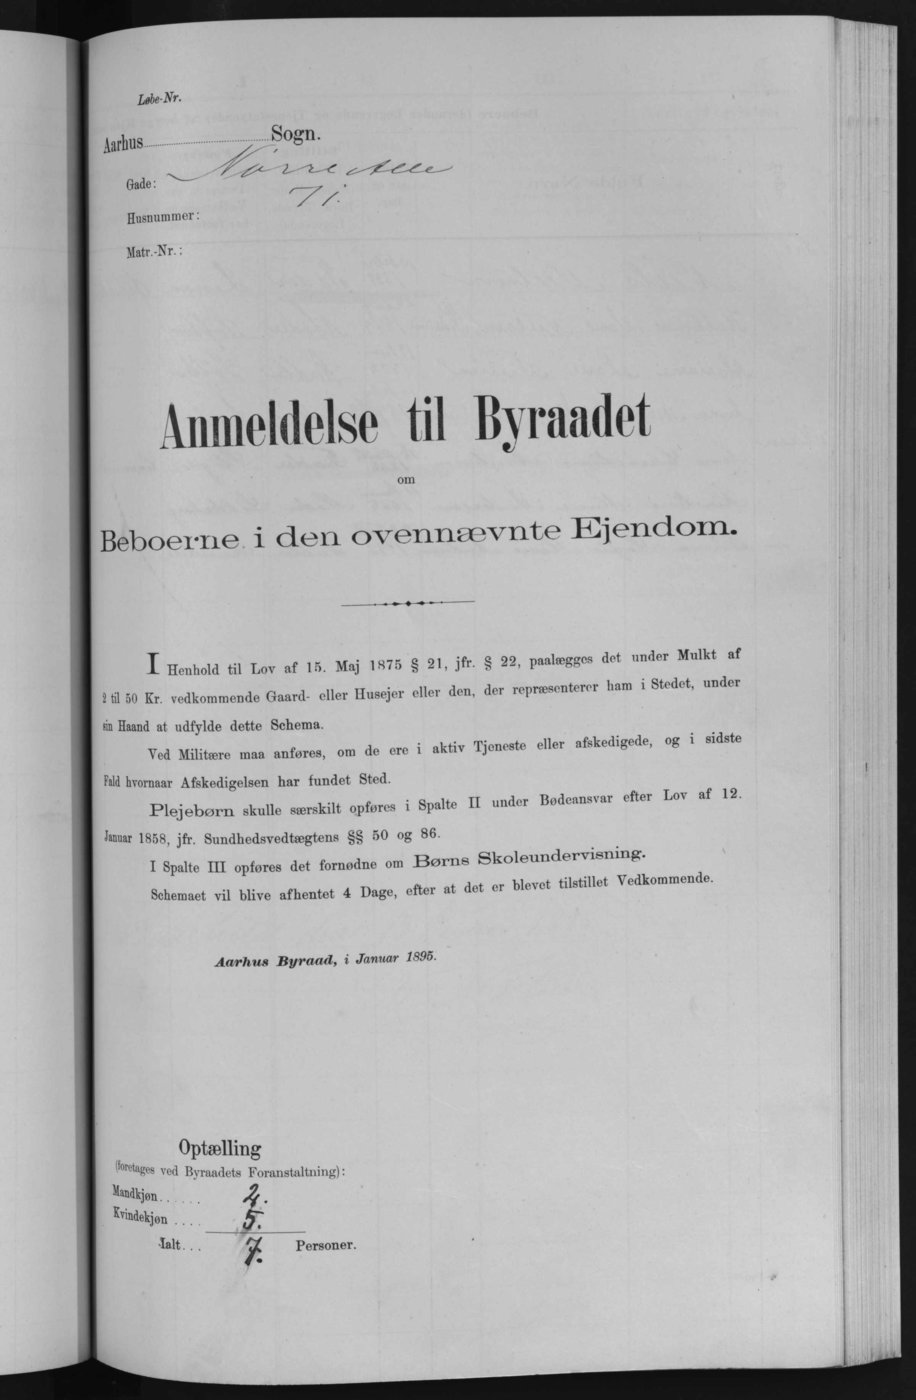 Løbe-Nr.
Aarhus Sogn.
Gade: Nørre Alle
Husnummer: 71.
Matr.-Nr.:
Anmeldelse til Byraadet
om
Beboerne i den ovennævnte Ejendom.
I Henhold til Lov af 15. Maj 1875 § 21, jfr. § 22, paalægges det under Mulkt af
2 til 50 Kr. vedkommende Gaard- eller Husejer eller den, der repræsenterer ham i Stedet, under
sin Haand at udfylde dette Schema.
Ved Militære maa anføres, om de ere i aktiv Tjeneste eller afskedigede, og i sidste
Fald hvornaar Afskedigelsen har fundet Sted.
Plejebørn skulle særskilt opføres i Spalte II under Bødeansvar efter Lov af 12.
Januar 1858, jfr. Sundhedsvedtægtens §§ 50 og 86.
I Spalte III opføres det fornødne om Børns Skoleundervisning.
Schemaet vil blive afhentet 4 Dage, efter at det er blevet tilstillet Vedkommende.
Aarhus Byraad, i Januar 1895.
Optælling
(foretages ved Byraadets Foranstaltning):
Mandkjøn...... 2.
Kvindekjøn .... 5.
Ialt... 7. Personer.